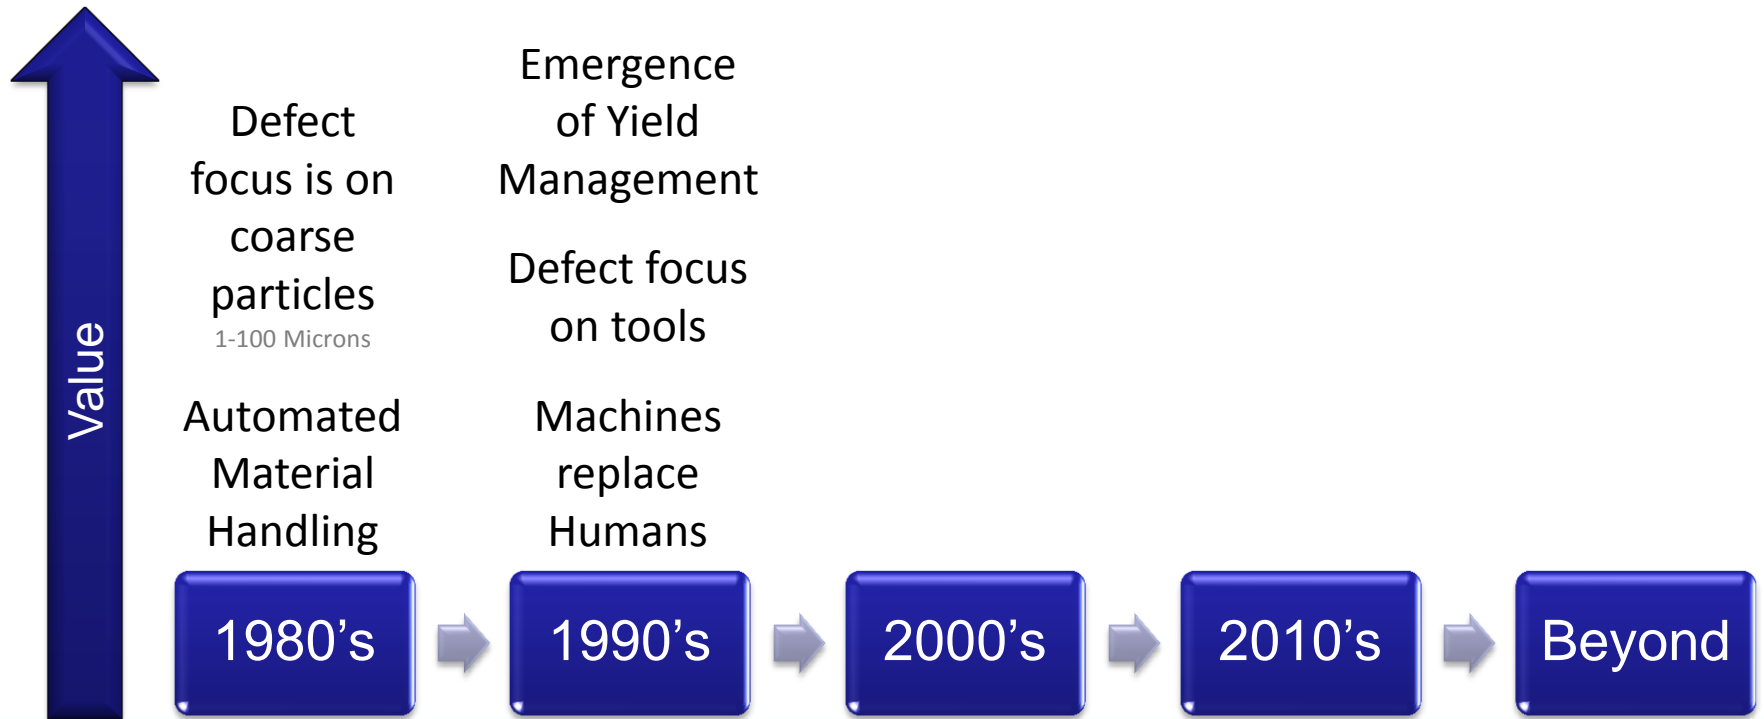 Value
Defect
focus is on
coarse
particles
1-100 Microns
Automated
Material
Handling
Emergence
of Yield
Management
Defect focus
on tools
Machines
replace
Humans
1980’s
1990’s
2000’s
2010’s
Beyond